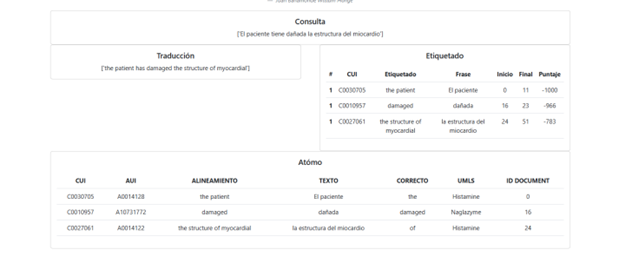 Consulta
['El paciente tiene dañada la estructura del miocardio']
Traducción
['the patient has damaged the structure of myocardial']
Etiquetado
# CUI Etiquetado Frase Inicio Final Puntaje
1 C0030705 the patient El paciente 0 11 -1000
1 C0010957 damaged dañada 16 23 -966
1 C0027061 the structure of myocardial la estructura del miocardio 24 51 -783
Atómo
CUI AUI ALINEAMIENTO TEXTO CORRECTO UMLS ID DOCUMENT
C0030705 A0014128 the patient El paciente the Histamine 0
C0010957 A10731772 damaged dañada damaged Naglazyme 16
C0027061 A0014122 the structure of myocardial la estructura del miocardio of Histamine 24